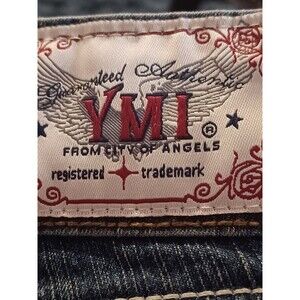 Guaranteed Authentic
YMI®
FROM CITY OF ANGELS
registered trademark